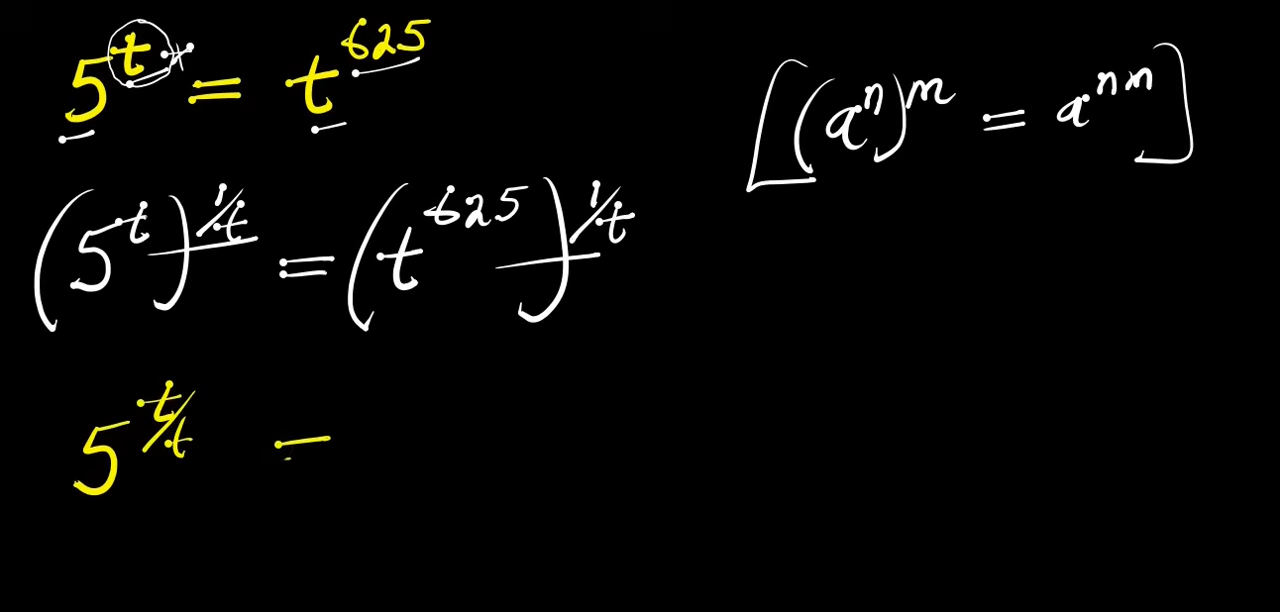 5^t = t^625
[(a^n)^m = a^nm]
(5^t)^1/t = (t^625)^1/t
5^t/t =